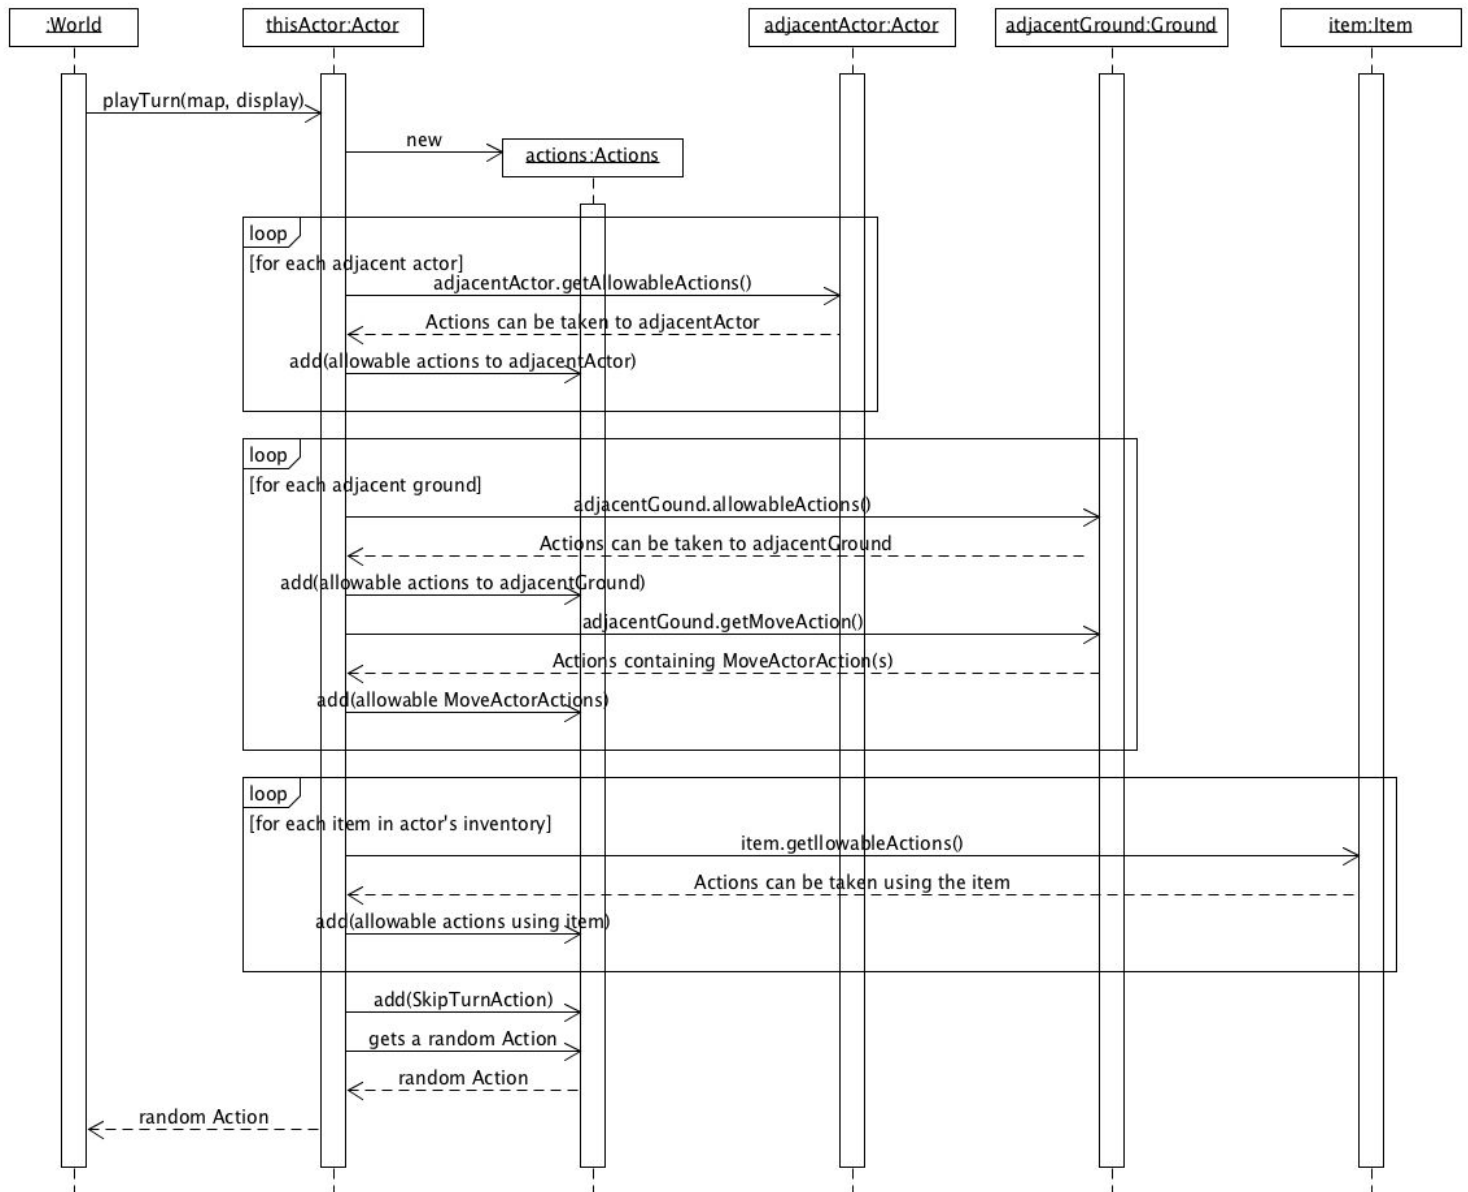 :World
thisActor:Actor
adjacentActor:Actor
adjacentGround:Ground
item:Item
playTurn(map, display)
new
actions:Actions
loop
[for each adjacent actor]
adjacentActor.getAllowableActions()
Actions can be taken to adjacentActor
add(allowable actions to adjacentActor)
loop
[for each adjacent ground]
adjacentGound.allowableActions()
Actions can be taken to adjacentGround
add(allowable actions to adjacentGround)
adjacentGound.getMoveAction()
Actions containing MoveActorAction(s)
add(allowable MoveActorActions)
loop
[for each item in actor's inventory]
item.getllowableActions()
Actions can be taken using the item
add(allowable actions using item)
add(SkipTurnAction)
gets a random Action
random Action
random Action